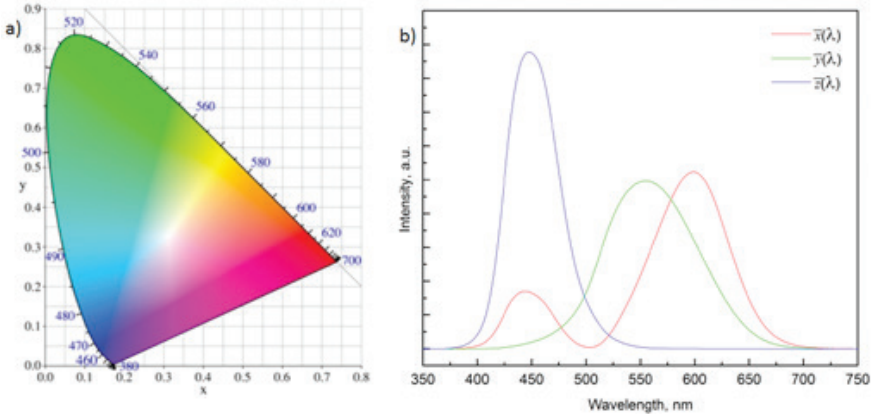 a)
0.9
0.8
0.7
0.6
0.5
y
0.4
0.3
0.2
0.1
0.0
0.0 0.1 0.2 0.3 0.4 0.5 0.6 0.7 0.8
x
520
540
560
580
600
620
700
500
490
480
470
460
380
b)
x̅(λ)
y̅(λ)
z̅(λ)
Intensity, a.u.
350 400 450 500 550 600 650 700 750
Wavelength, nm